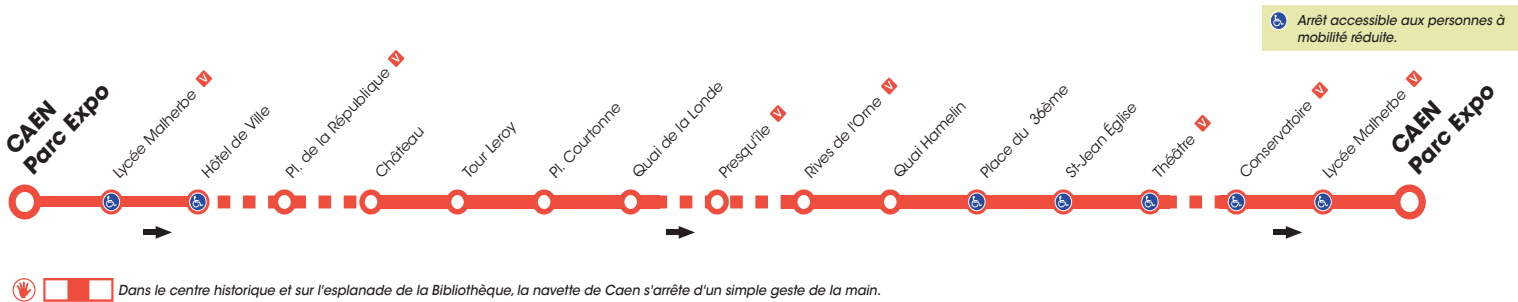 Arrêt accessible aux personnes à
mobilité réduite.
CAEN
Parc Expo
Lycée Malherbe V
Hôtel de Ville
Pl. de la République V
Château
Tour Leroy
Pl. Courtonne
Quai de la Londe
Presqu'île V
Rives de l'Orne V
Quai Hamelin
Place du 36ème
St-Jean Église
Théâtre V
Conservatoire V
Lycée Malherbe V
CAEN
Parc Expo
Dans le centre historique et sur l'esplanade de la Bibliothèque, la navette de Caen s'arrête d'un simple geste de la main.